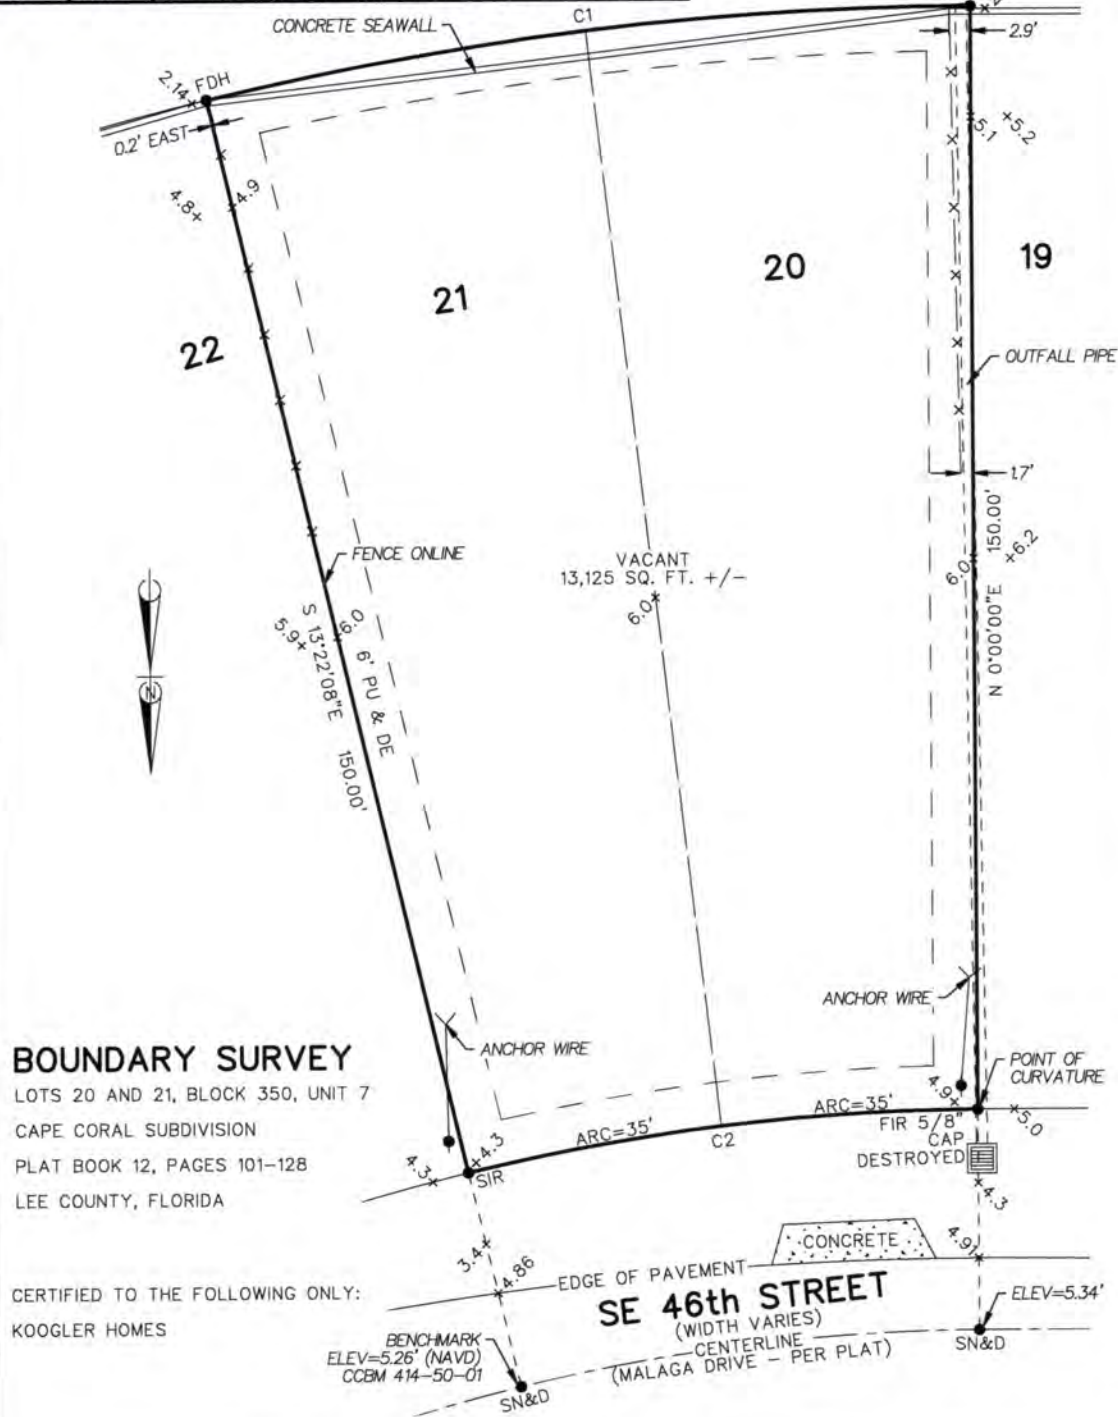 CONCRETE SEAWALL
C1
2.9'
2.14
FDH
0.2' EAST
5.1
+5.2
4.8+
4.9
22
21
20
19
OUTFALL PIPE
1.7'
FENCE ONLINE
VACANT
13,125 SQ. FT. +/-
6.0
6.0
+6.2
N 0°00'00"E 150.00'
5.9
6.0
S 13°22'08"E 150.00'
6' PU & DE
N
ANCHOR WIRE
ANCHOR WIRE
BOUNDARY SURVEY
LOTS 20 AND 21, BLOCK 350, UNIT 7
CAPE CORAL SUBDIVISION
PLAT BOOK 12, PAGES 101-128
LEE COUNTY, FLORIDA
POINT OF
CURVATURE
4.9
5.0
ARC=35'
ARC=35'
C2
FIR 5/8"
CAP
DESTROYED
4.3
4.3
SIR
4.3
4.91
3.4
4.86
CONCRETE
EDGE OF PAVEMENT
SE 46th STREET
(WIDTH VARIES)
CENTERLINE
(MALAGA DRIVE - PER PLAT)
ELEV=5.34'
SN&D
CERTIFIED TO THE FOLLOWING ONLY:
KOOGLER HOMES
BENCHMARK
ELEV=5.26' (NAVD)
CCBM 414-50-01
SN&D